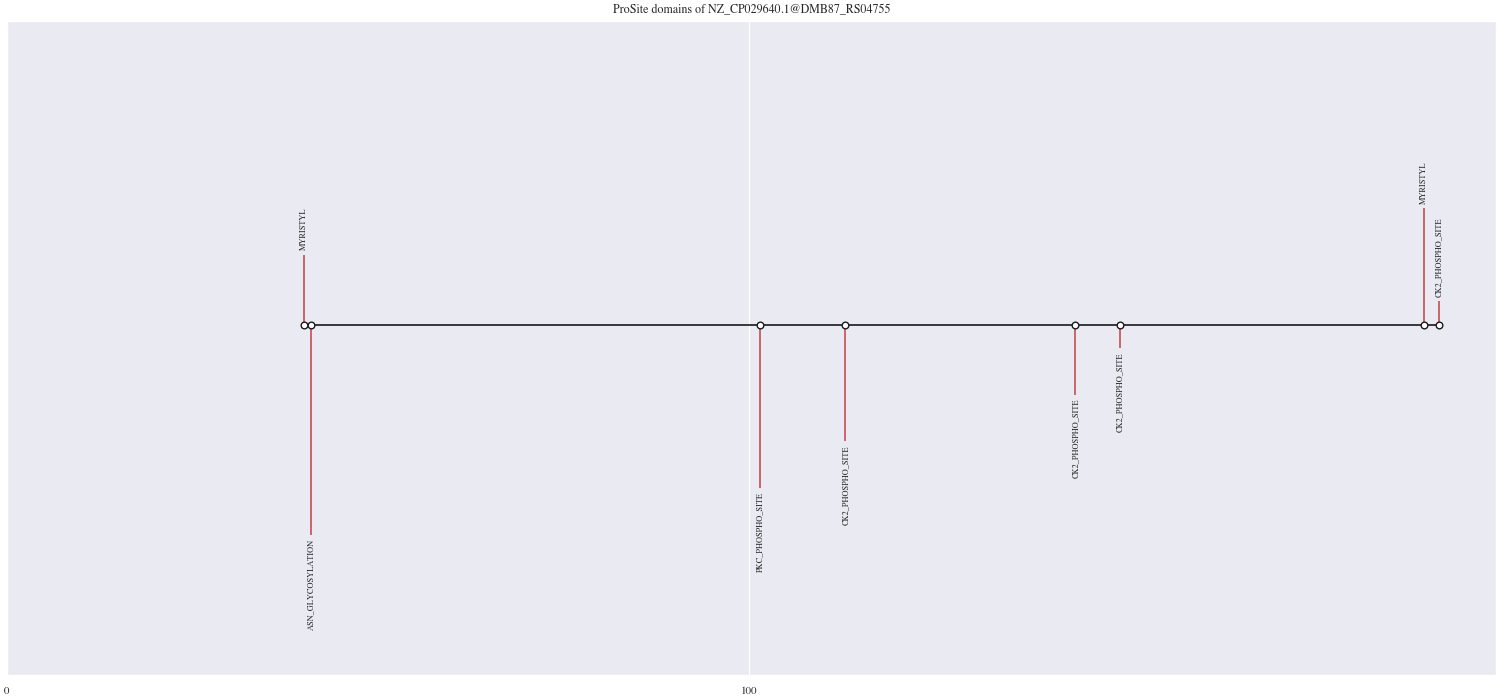 ProSite domains of NZ_CP029640.1@DMB87_RS04755
MYRISTYL
ASN_GLYCOSYLATION
PKC_PHOSPHO_SITE
CK2_PHOSPHO_SITE
CK2_PHOSPHO_SITE
CK2_PHOSPHO_SITE
MYRISTYL
CK2_PHOSPHO_SITE
0
100